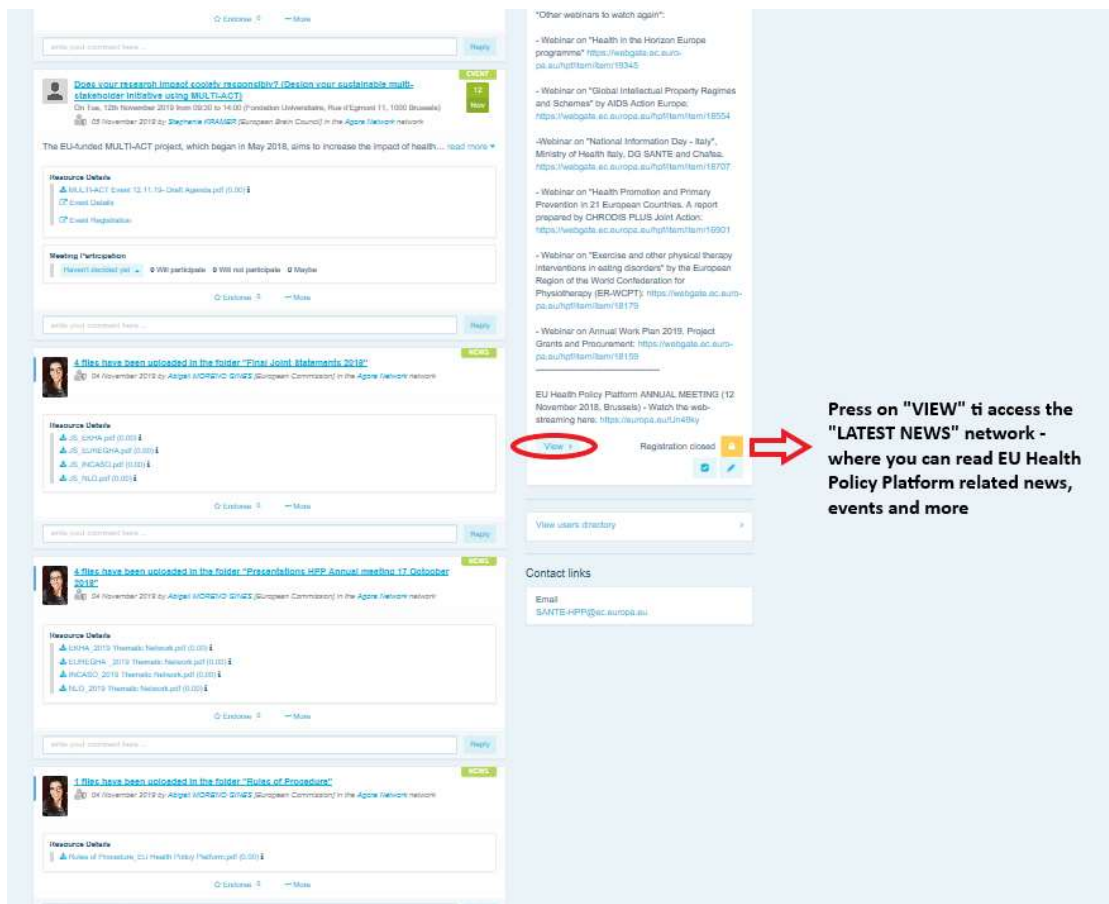 Endorse 0 More
write your comment here ...
Reply
EVENT
12
Nov
Does your research impact society responsibly? (Design your sustainable multi-
stakeholder initiative using MULTI-ACT)
On Tue, 12th November 2019 from 09:30 to 14:00 (Fondation Universitaire, Rue d'Egmont 11, 1000 Brussels)
05 November 2019 by Stephanie KRAMER [European Brain Council] in the Agora Network network
The EU-funded MULTI-ACT project, which began in May 2018, aims to increase the impact of health... read more
Resource Details
MULTI-ACT Event 12.11.19- Draft Agenda.pdf (0.00)
Event Details
Event Registration
Meeting Participation
Haven't decided yet 0 Will participate 0 Will not participate 0 Maybe
Endorse 0 More
write your comment here ...
Reply
NEWS
4 files have been uploaded in the folder "Final Joint Statements 2018"
04 November 2019 by Abigail MORENO GINES [European Commission] in the Agora Network network
Resource Details
JS_EKHA.pdf (0.00)
JS_EUREGHA.pdf (0.00)
JS_INCASO.pdf (0.00)
JS_NLO.pdf (0.00)
Endorse 0 More
write your comment here ...
Reply
NEWS
4 files have been uploaded in the folder "Presentations HPP Annual meeting 17 Octoober
2018"
04 November 2019 by Abigail MORENO GINES [European Commission] in the Agora Network network
Resource Details
EKHA_2019 Thematic Network.pdf (0.00)
EUREGHA_2019 Thematic Network.pdf (0.00)
INCASO_2019 Thematic Network.pdf (0.00)
NLO_2019 Thematic Network.pdf (0.00)
Endorse 0 More
write your comment here ...
Reply
NEWS
1 files have been uploaded in the folder "Rules of Procedure"
04 November 2019 by Abigail MORENO GINES [European Commission] in the Agora Network network
Resource Details
Rules of Procedure_EU Health Policy Platform.pdf (0.00)
Endorse 0 More
"Other webinars to watch again":
- Webinar on "Health in the Horizon Europe
programme" https://webgate.ec.euro-
pa.eu/hpf/item/item/19345
- Webinar on "Global Intellectual Property Regimes
and Schemes" by AIDS Action Europe:
https://webgate.ec.europa.eu/hpf/item/item/18554
-Webinar on "National Information Day - Italy",
Ministry of Health Italy, DG SANTE and Chafea.
https://webgate.ec.europa.eu/hpf/item/item/18707
- Webinar on "Health Promotion and Primary
Prevention in 21 European Countries. A report
prepared by CHRODIS PLUS Joint Action:
https://webgate.ec.europa.eu/hpf/item/item/16901
- Webinar on "Exercise and other physical therapy
interventions in eating disorders" by the European
Region of the World Confederation for
Physiotherapy (ER-WCPT): https://webgate.ec.euro-
pa.eu/hpf/item/item/18179
- Webinar on Annual Work Plan 2019. Project
Grants and Procurement: https://webgate.ec.euro-
pa.eu/hpf/item/item/18159
EU Health Policy Platform ANNUAL MEETING (12
November 2018, Brussels) - Watch the web-
streaming here: https://europa.eu/!Jn49ky
View Registration closed
View users directory
Contact links
Email
SANTE-HPP@ec.europa.eu
Press on "VIEW" ti access the
"LATEST NEWS" network -
where you can read EU Health
Policy Platform related news,
events and more